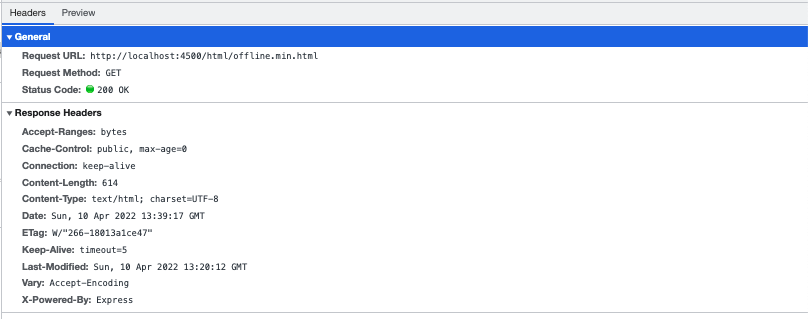 Headers Preview
General
Request URL: http://localhost:4500/html/offline.min.html
Request Method: GET
Status Code: 200 OK
Response Headers
Accept-Ranges: bytes
Cache-Control: public, max-age=0
Connection: keep-alive
Content-Length: 614
Content-Type: text/html; charset=UTF-8
Date: Sun, 10 Apr 2022 13:39:17 GMT
ETag: W/"266-18013a1ce47"
Keep-Alive: timeout=5
Last-Modified: Sun, 10 Apr 2022 13:20:12 GMT
Vary: Accept-Encoding
X-Powered-By: Express